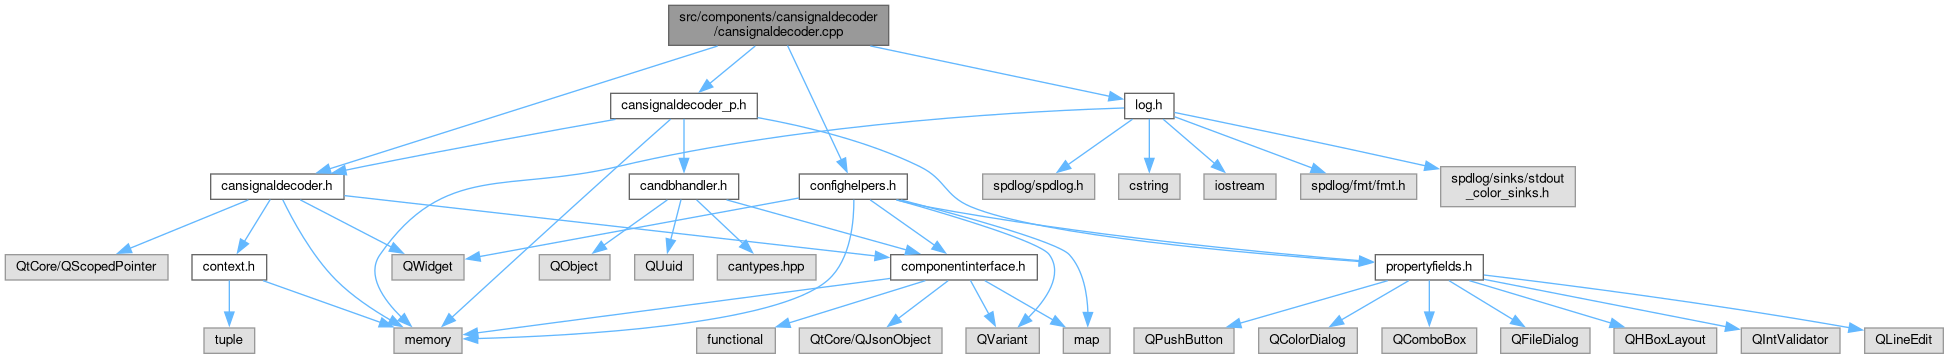 src/components/cansignaldecoder
/cansignaldecoder.cpp
cansignaldecoder_p.h
log.h
cansignaldecoder.h
candbhandler.h
confighelpers.h
spdlog/spdlog.h
cstring
iostream
spdlog/fmt/fmt.h
spdlog/sinks/stdout
_color_sinks.h
QtCore/QScopedPointer
context.h
QWidget
QObject
QUuid
cantypes.hpp
componentinterface.h
propertyfields.h
tuple
memory
functional
QtCore/QJsonObject
QVariant
map
QPushButton
QColorDialog
QComboBox
QFileDialog
QHBoxLayout
QIntValidator
QLineEdit